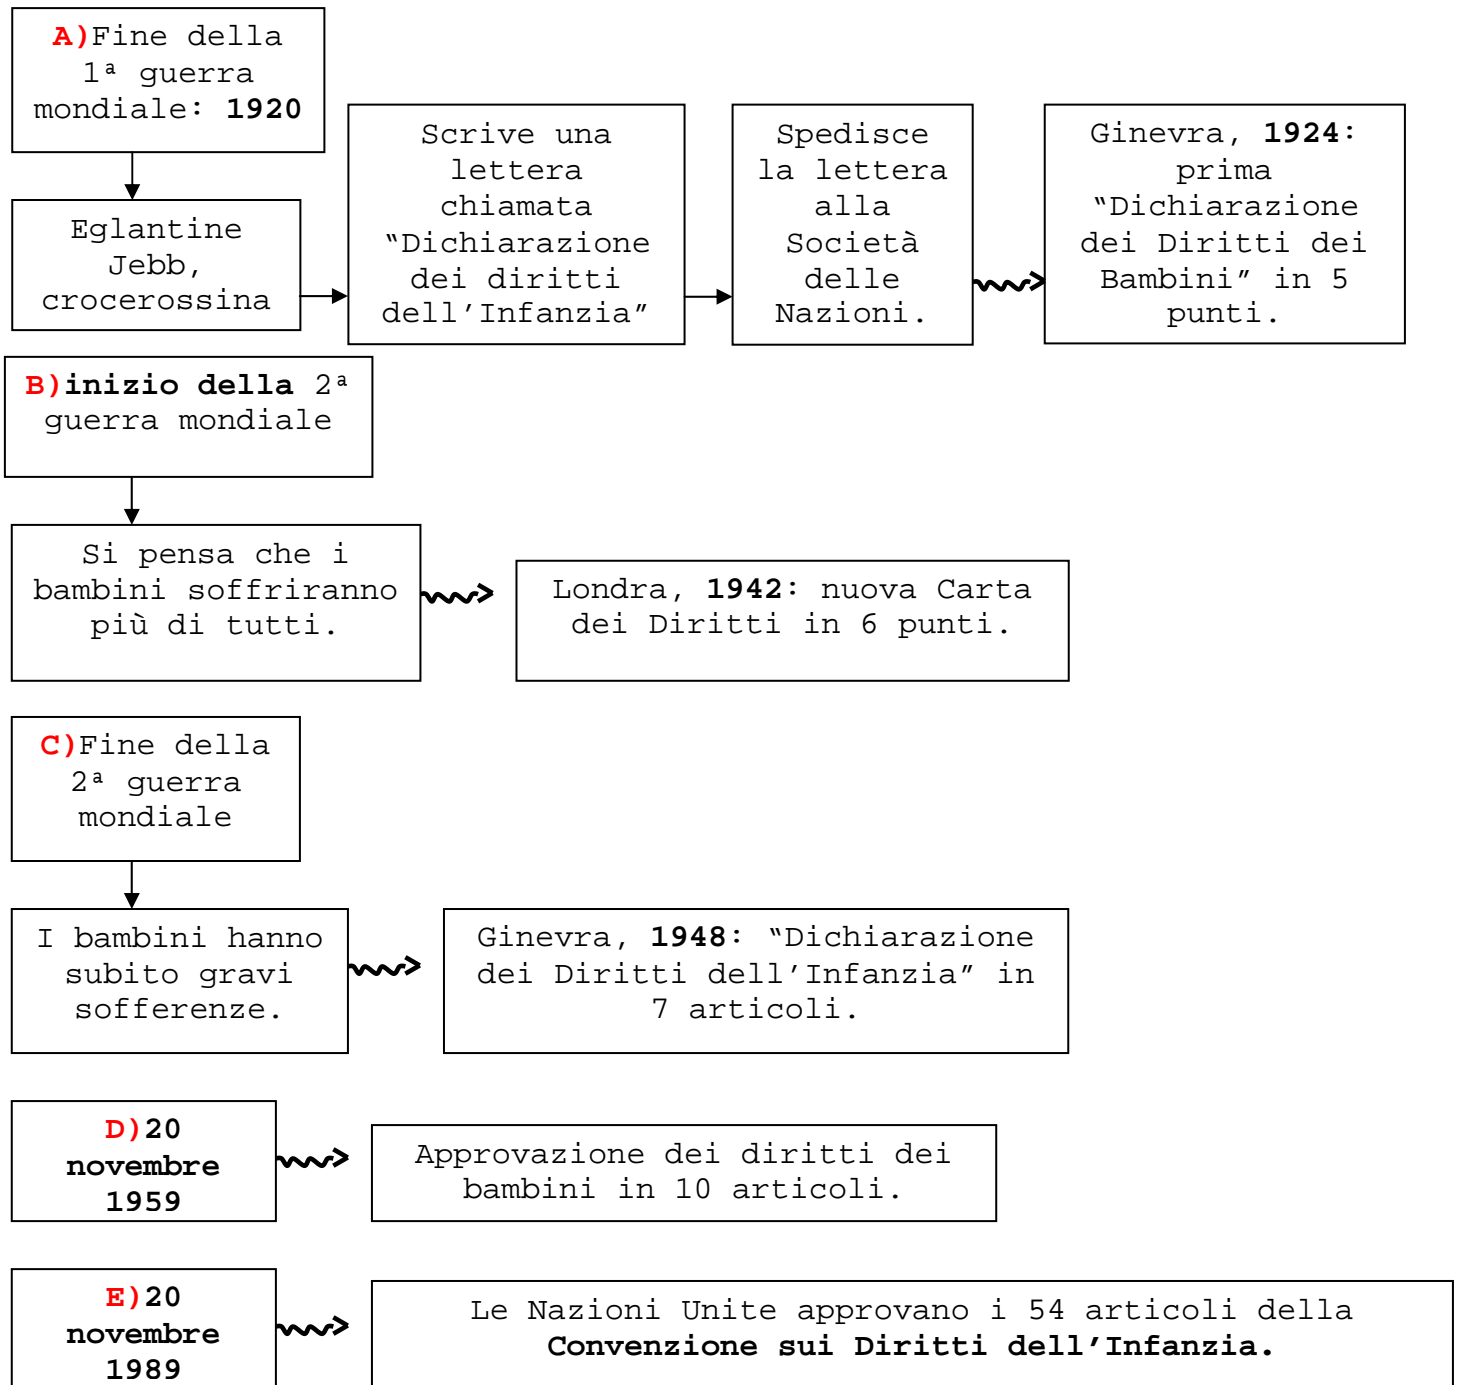 A)Fine della
1ª guerra
mondiale: 1920
Eglantine
Jebb,
crocerossina
Scrive una
lettera
chiamata
“Dichiarazione
dei diritti
dell’Infanzia”
Spedisce
la lettera
alla
Società
delle
Nazioni.
Ginevra, 1924:
prima
“Dichiarazione
dei Diritti dei
Bambini” in 5
punti.
B)inizio della 2ª
guerra mondiale
Si pensa che i
bambini soffriranno
più di tutti.
Londra, 1942: nuova Carta
dei Diritti in 6 punti.
C)Fine della
2ª guerra
mondiale
I bambini hanno
subito gravi
sofferenze.
Ginevra, 1948: “Dichiarazione
dei Diritti dell’Infanzia” in
7 articoli.
D)20
novembre
1959
Approvazione dei diritti dei
bambini in 10 articoli.
E)20
novembre
1989
Le Nazioni Unite approvano i 54 articoli della
Convenzione sui Diritti dell’Infanzia.